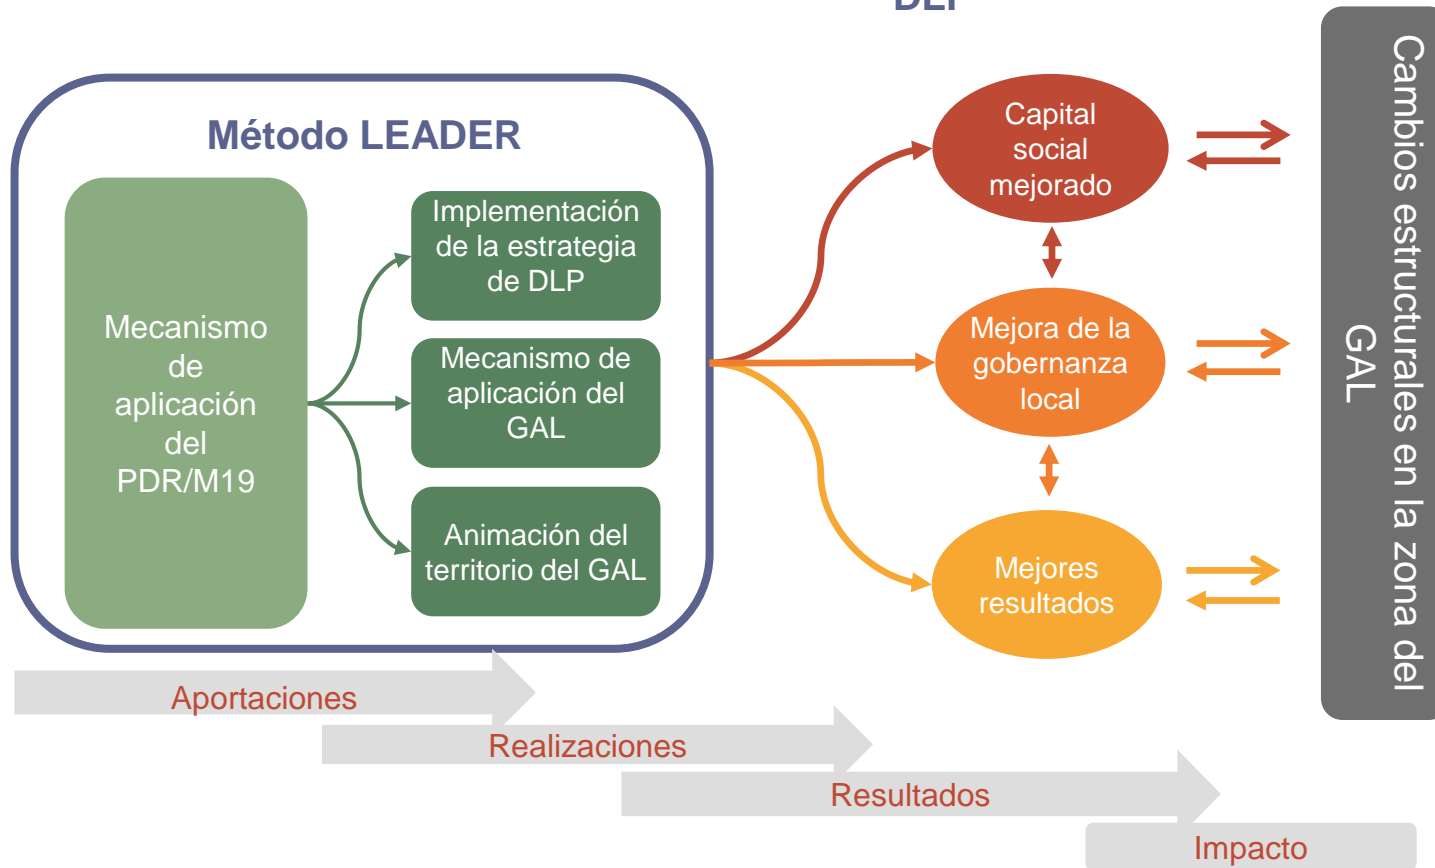 Método LEADER
Mecanismo
de
aplicación
del
PDR/M19
Implementación
de la estrategia
de DLP
Mecanismo de
aplicación del
GAL
Animación del
territorio del GAL
Capital
social
mejorado
Mejora de la
gobernanza
local
Mejores
resultados
Cambios estructurales en la zona del
GAL
Aportaciones
Realizaciones
Resultados
Impacto